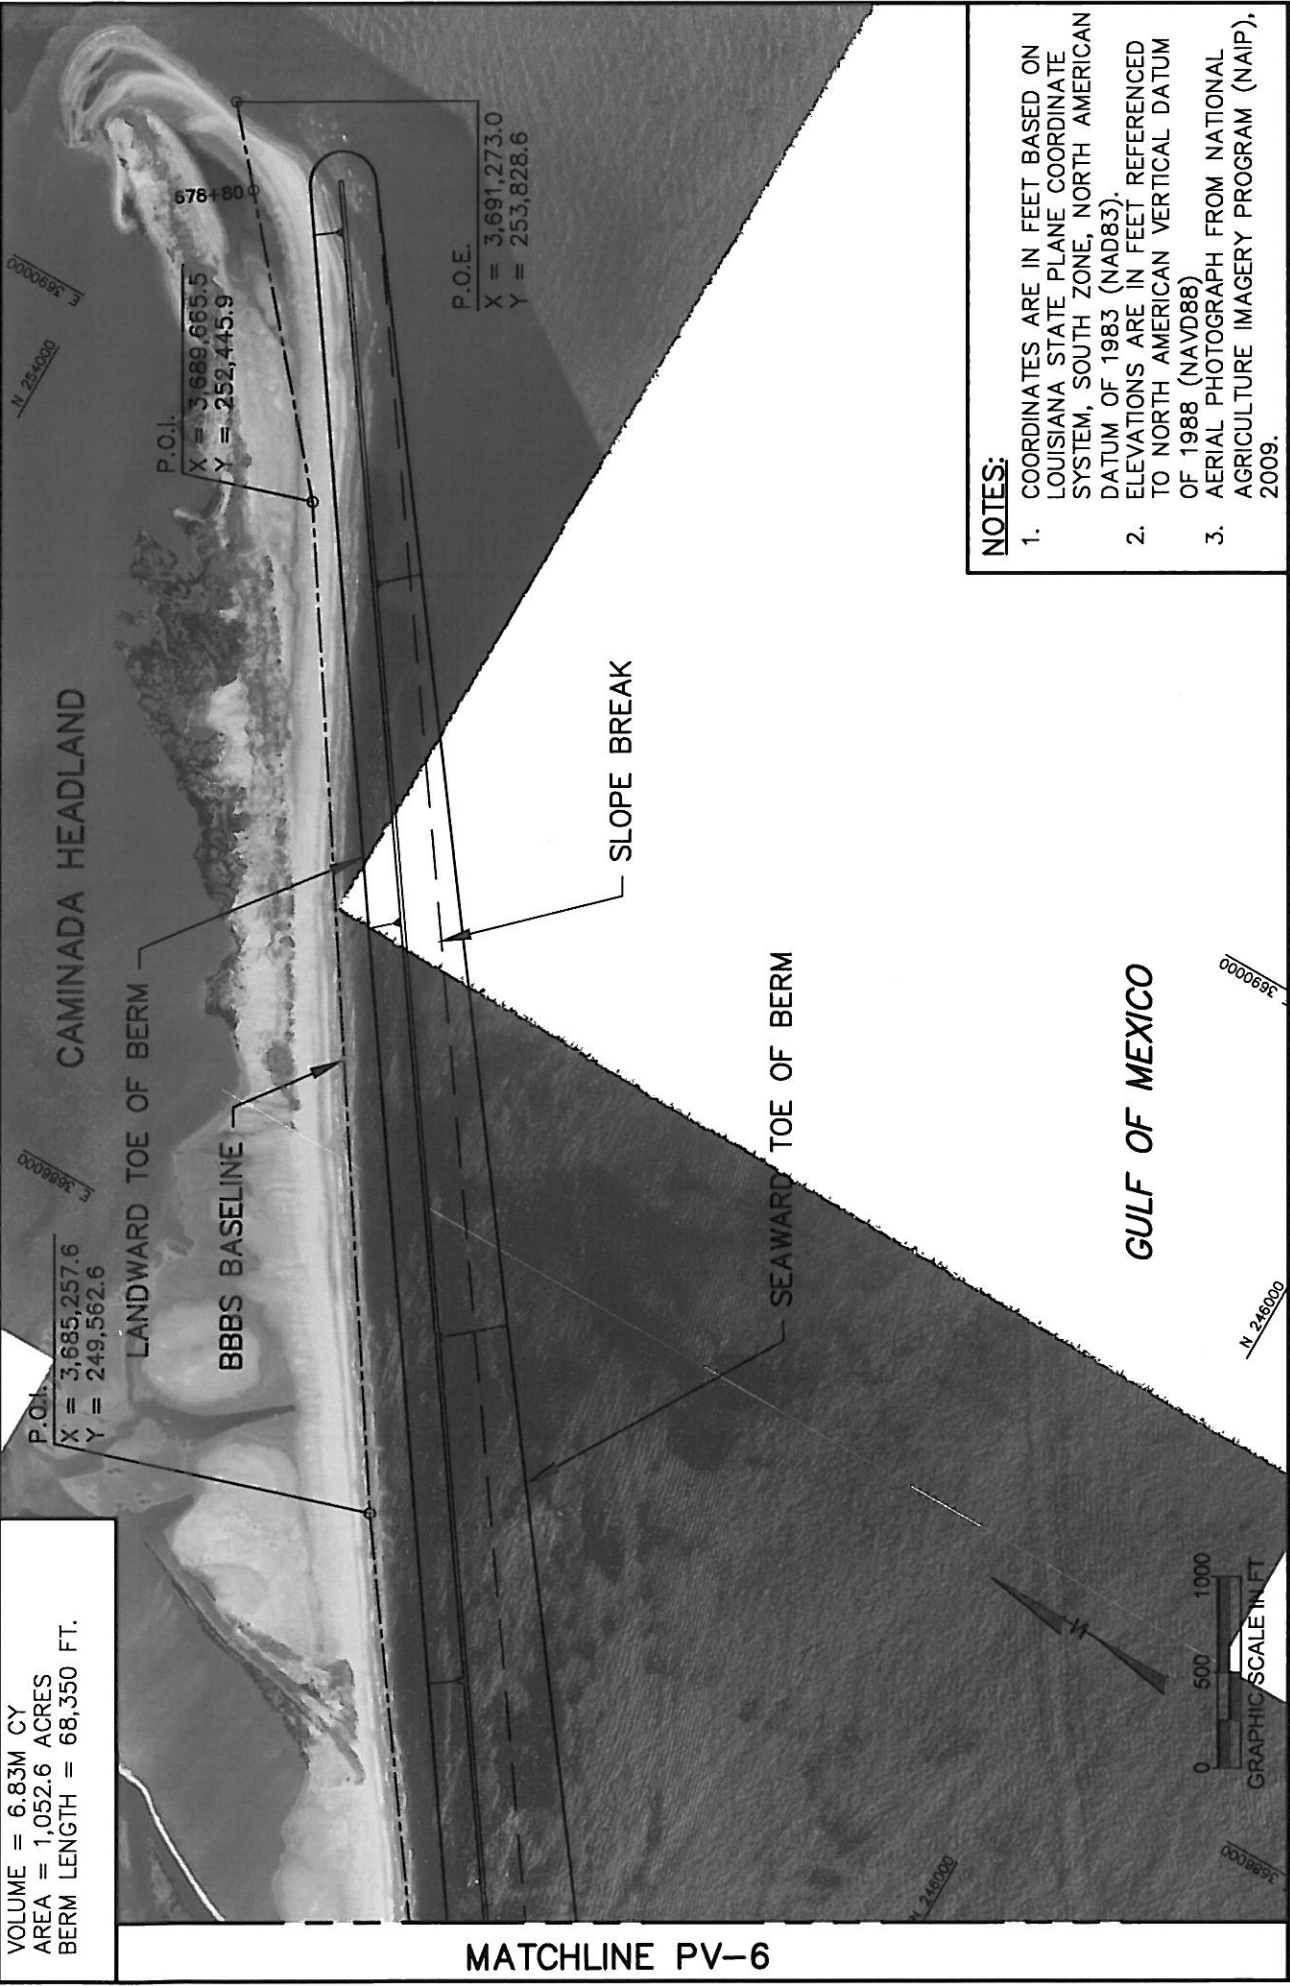 VOLUME = 6.83M CY
AREA = 1,052.6 ACRES
BERM LENGTH = 68,350 FT.
P.O.I.
X = 3,685,257.6
Y = 249,562.6
E 3686000
CAMINADA HEADLAND
LANDWARD TOE OF BERM
BBBS BASELINE
N 254000
E 3690000
P.O.I.
X = 3,689,665.5
Y = 252,445.9
678+80
P.O.E.
X = 3,691,273.0
Y = 253,828.6
SLOPE BREAK
SEAWARD TOE OF BERM
GULF OF MEXICO
3690000
N 246000
N 248000
3686000
N
0 500 1000
GRAPHIC SCALE IN FT
MATCHLINE PV-6
NOTES:
1. COORDINATES ARE IN FEET BASED ON
LOUISIANA STATE PLANE COORDINATE
SYSTEM, SOUTH ZONE, NORTH AMERICAN
DATUM OF 1983 (NAD83).
2. ELEVATIONS ARE IN FEET REFERENCED
TO NORTH AMERICAN VERTICAL DATUM
OF 1988 (NAVD88)
3. AERIAL PHOTOGRAPH FROM NATIONAL
AGRICULTURE IMAGERY PROGRAM (NAIP),
2009.